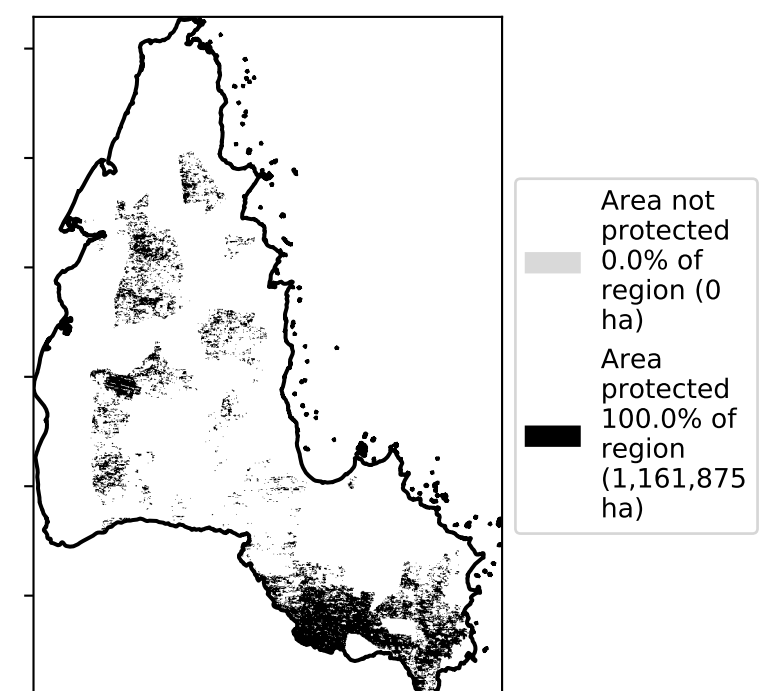 Area not
protected
0.0% of
region (0
ha)
Area
protected
100.0% of
region
(1,161,875
ha)